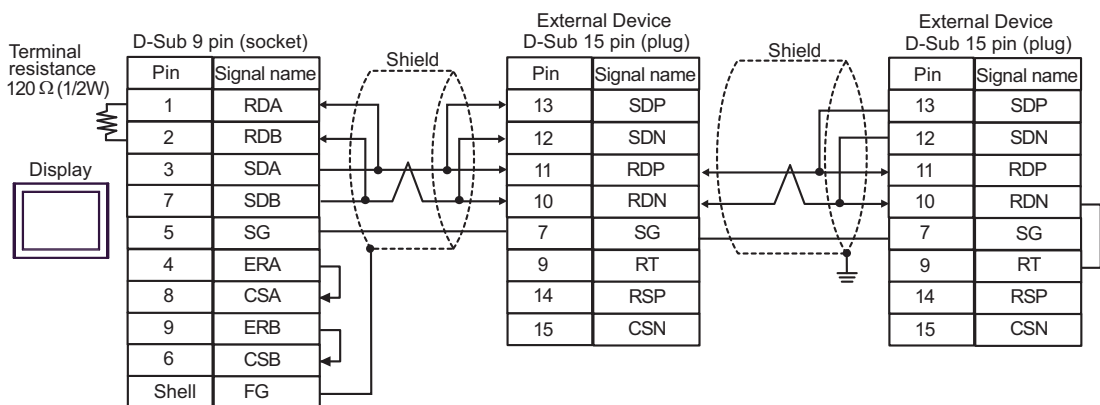 Terminal
resistance
120 Ω (1/2W)
Display
D-Sub 9 pin (socket)
Pin Signal name
1 RDA
2 RDB
3 SDA
7 SDB
5 SG
4 ERA
8 CSA
9 ERB
6 CSB
Shell FG
Shield
External Device
D-Sub 15 pin (plug)
Pin Signal name
13 SDP
12 SDN
11 RDP
10 RDN
7 SG
9 RT
14 RSP
15 CSN
Shield
External Device
D-Sub 15 pin (plug)
Pin Signal name
13 SDP
12 SDN
11 RDP
10 RDN
7 SG
9 RT
14 RSP
15 CSN